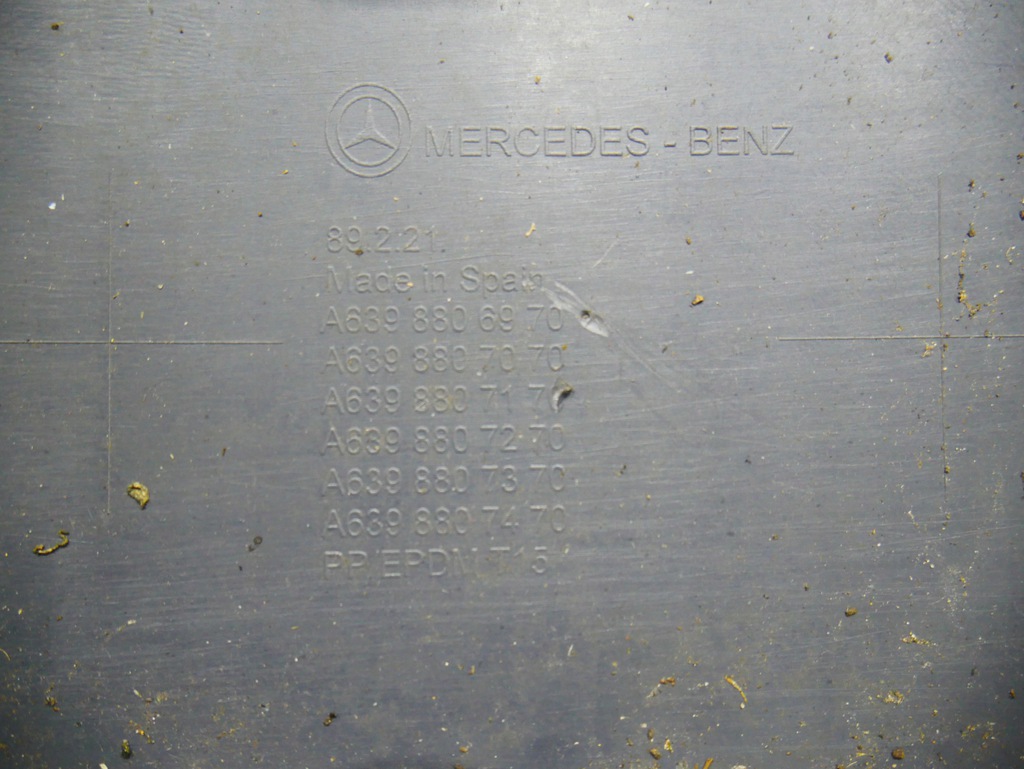 MERCEDES - BENZ
89.2.21.
Made in Spain
A639 880 69 70
A639 880 70 70
A639 880 71 70
A639 880 72 70
A639 880 73 70
A639 880 74 70
PP/EPDM T15